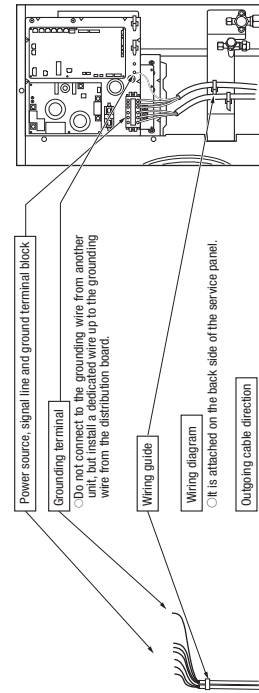 Power source, signal line and ground terminal block
Grounding terminal
○Do not connect to the grounding wire from another
unit, but install a dedicated wire up to the grounding
wire from the distribution board.
Wiring guide
Wiring diagram
○It is attached on the back side of the service panel.
Outgoing cable direction